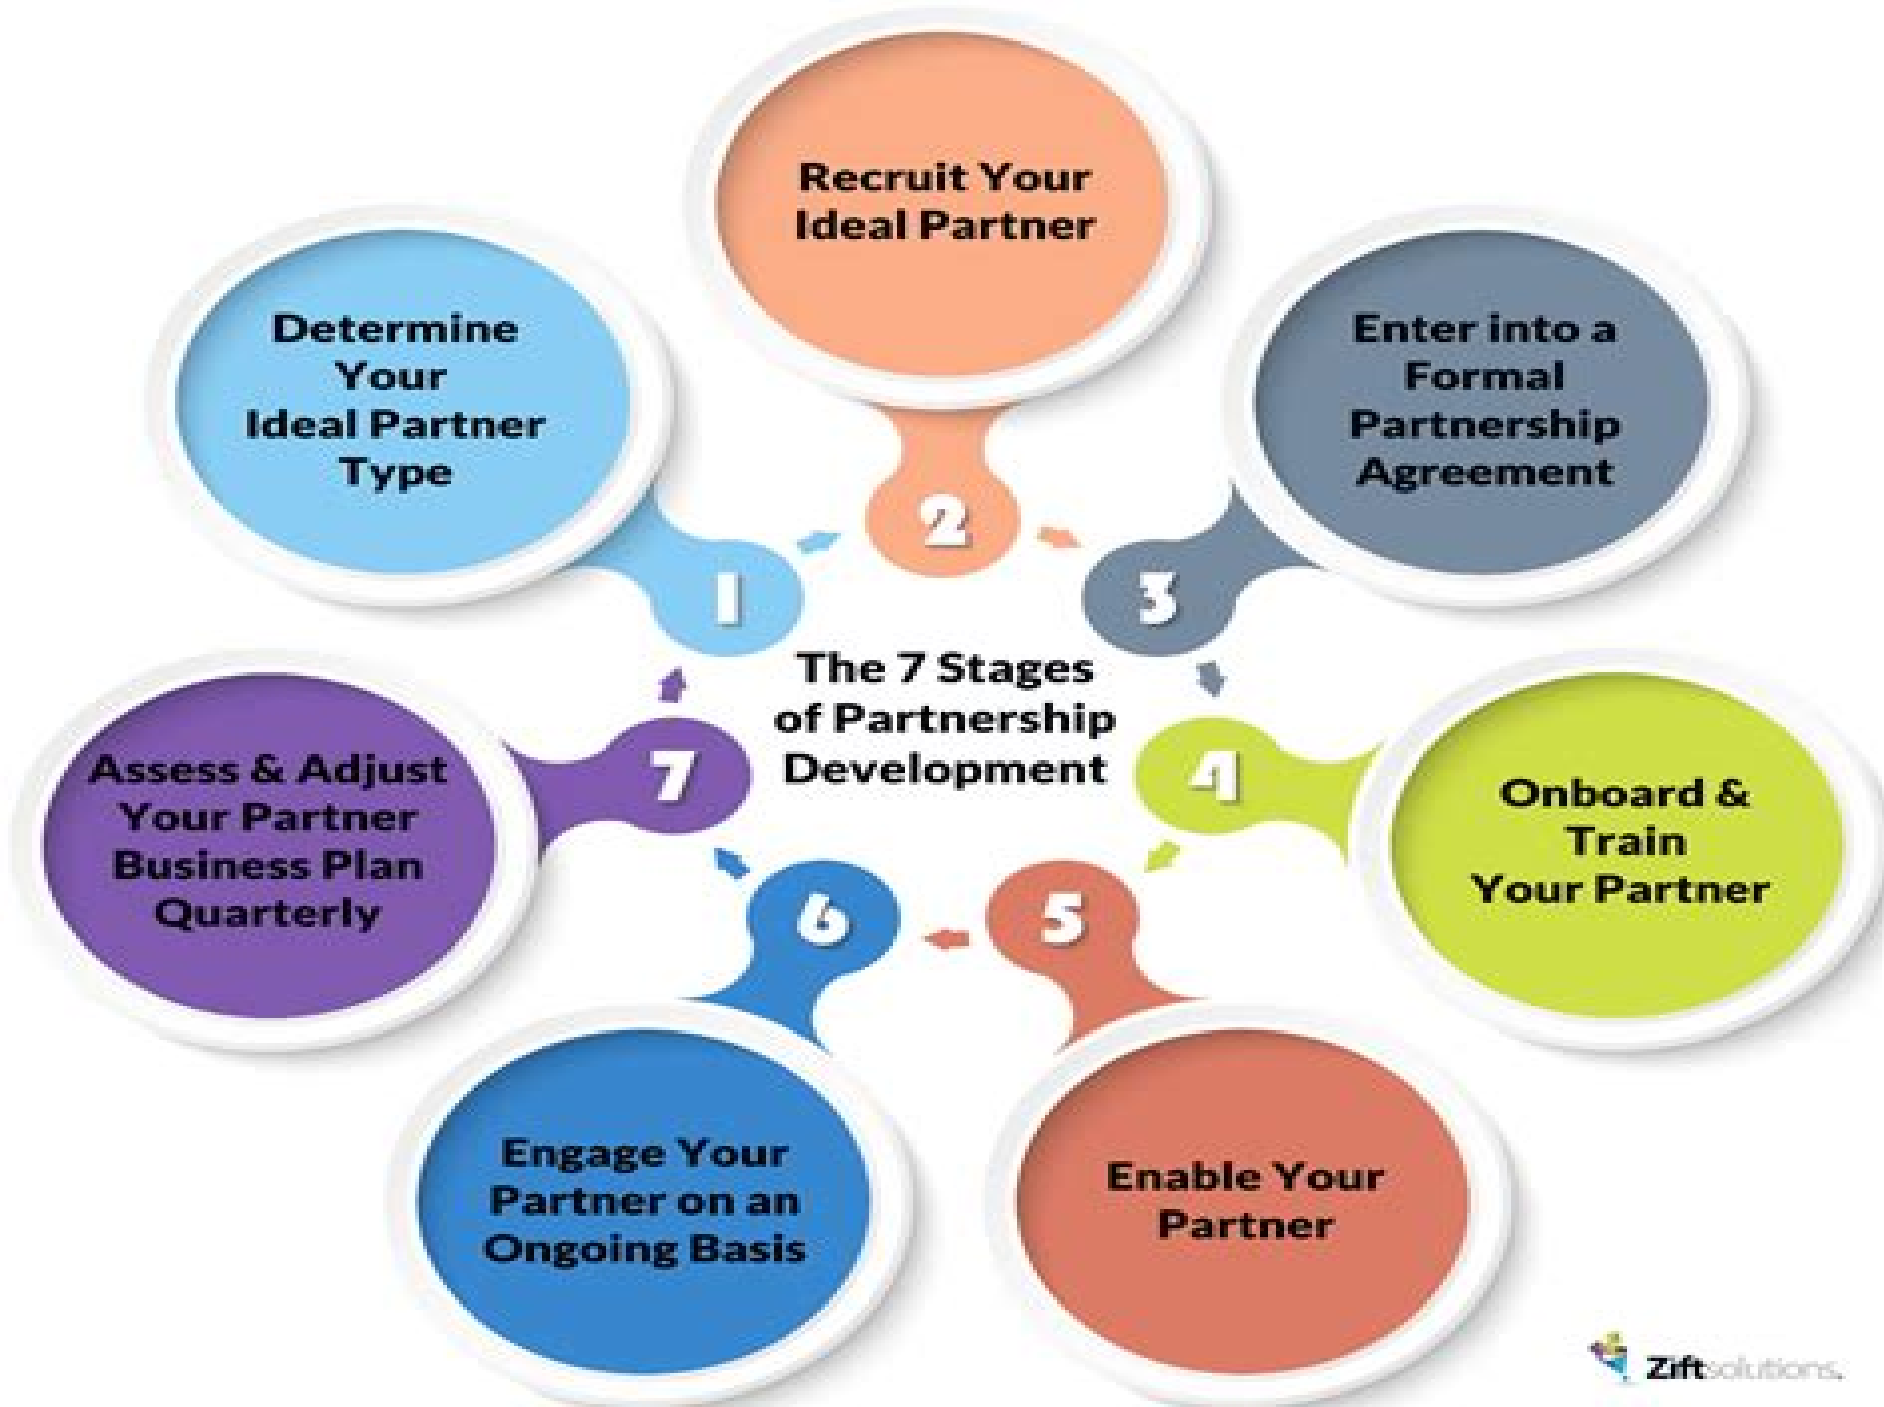 Recruit Your
Ideal Partner
Determine
Your
Ideal Partner
Type
Enter into a
Formal
Partnership
Agreement
2
1
3
The 7 Stages
of Partnership
Development
7
4
Assess & Adjust
Your Partner
Business Plan
Quarterly
Onboard &
Train
Your Partner
6
5
Engage Your
Partner on an
Ongoing Basis
Enable Your
Partner
Ziftsolutions.